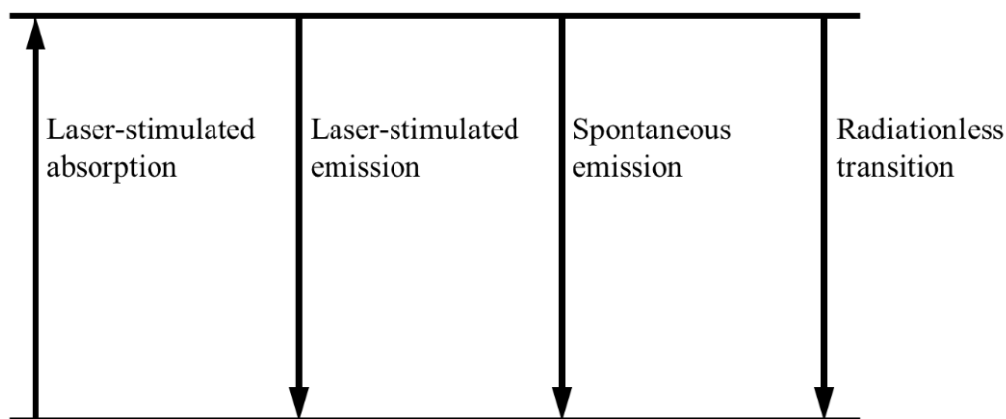 Laser-stimulated
absorption
Laser-stimulated
emission
Spontaneous
emission
Radiationless
transition